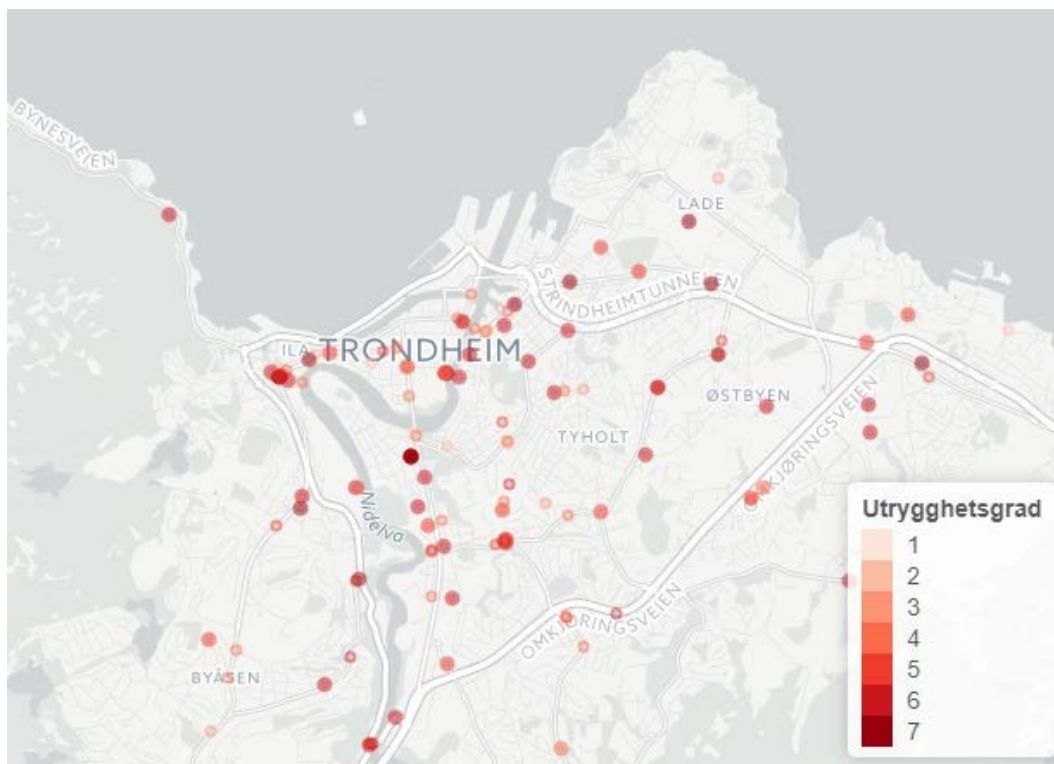 BYNESVEIEN
LADE
STRINDHEIMTUNNELEN
ILA
TRONDHEIM
ØSTBYEN
TYHOLT
OMKJØRINGSVEIEN
Nidelva
OMKJØRINGSVEIEN
BYÅSEN
Utrygghetsgrad
1
2
3
4
5
6
7